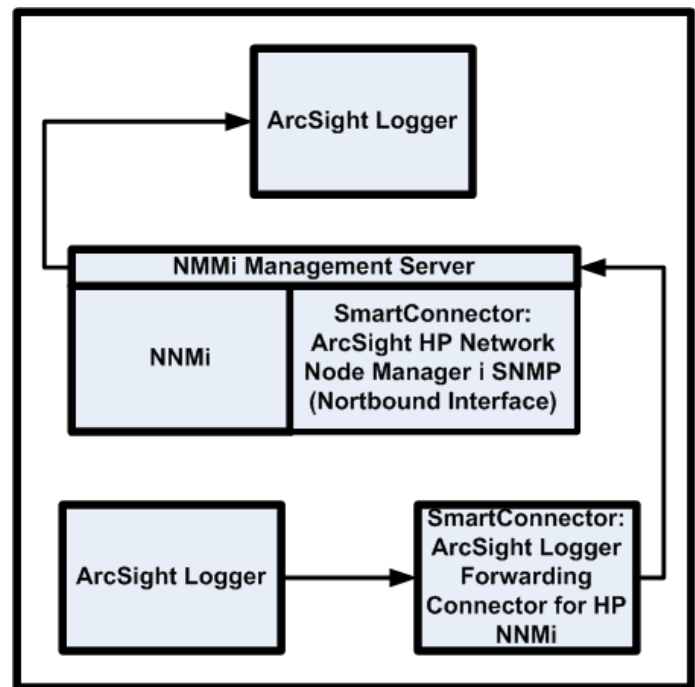 ArcSight Logger
NMMi Management Server
NNMi
SmartConnector:
ArcSight HP Network
Node Manager i SNMP
(Nortbound Interface)
ArcSight Logger
SmartConnector:
ArcSight Logger
Forwarding
Connector for HP
NNMi